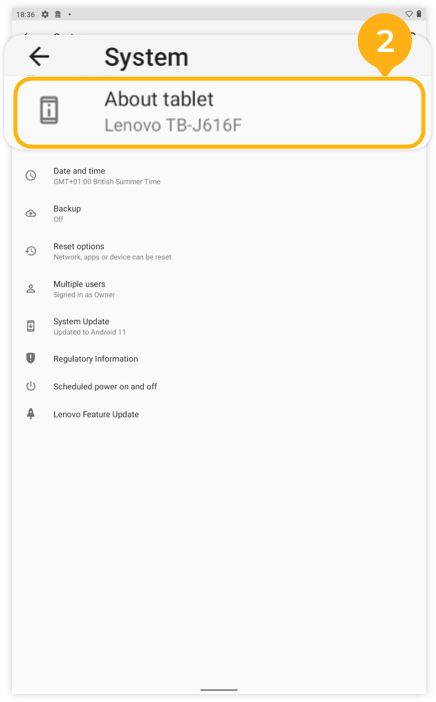 18:36
2
System
About tablet
Lenovo TB-J616F
Date and time
GMT+01:00 British Summer Time
Backup
Off
Reset options
Network, apps or device can be reset
Multiple users
Signed in as Owner
System Update
Updated to Android 11
Regulatory Information
Scheduled power on and off
Lenovo Feature Update